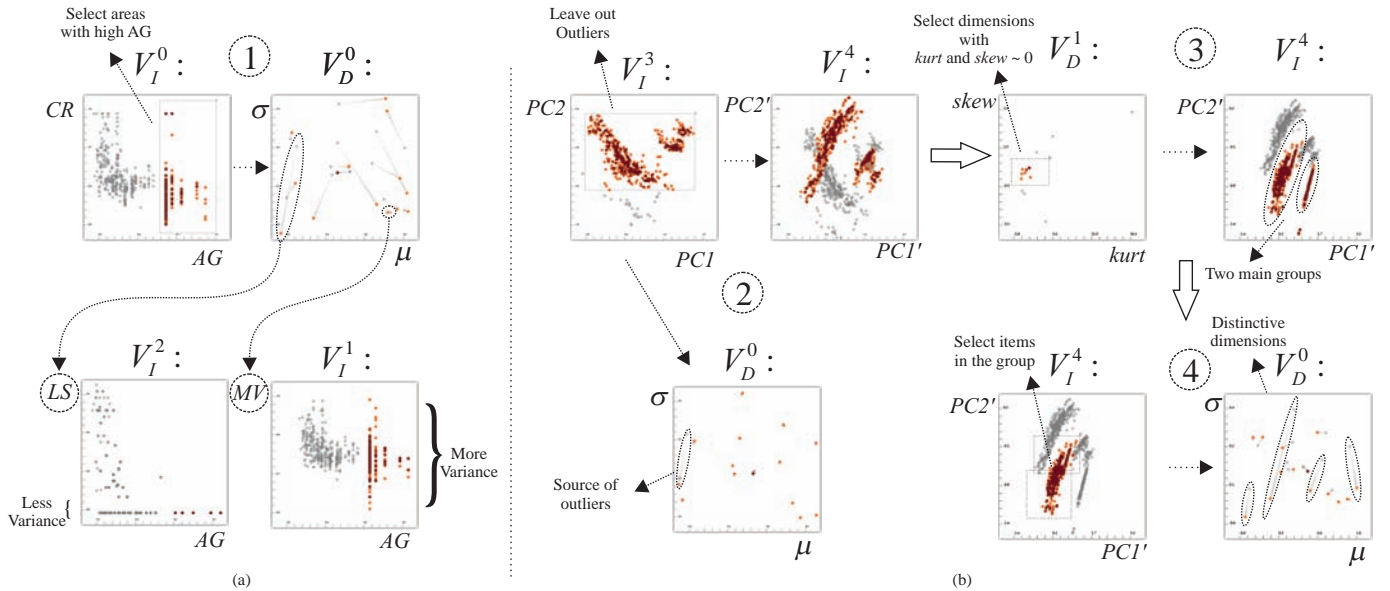 Select areas
with high AG
V_I^0 :
1
V_D^0 :
CR
AG
σ
μ
LS
V_I^2 :
Less
Variance {
AG
MV
V_I^1 :
More
Variance
AG
(a)
Leave out
Outliers
V_I^3 :
PC2
PC1
V_I^4 :
PC2'
PC1'
2
V_D^0 :
σ
Source of
outliers
μ
Select dimensions
with
kurt and skew ~ 0
V_D^1 :
skew
kurt
3
V_I^4 :
PC2'
PC1'
Two main groups
Select items
in the group
V_I^4 :
PC2'
PC1'
4
Distinctive
dimensions
V_D^0 :
σ
μ
(b)